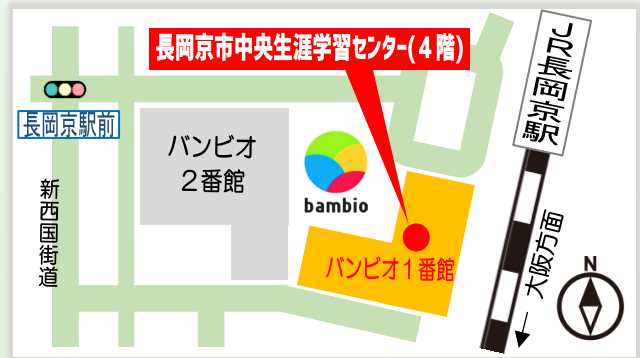 長岡京市中央生涯学習センター(４階)
JR長岡京駅
長岡京駅前
バンビオ
２番館
bambio
新西国街道
バンビオ１番館
大阪方面
N